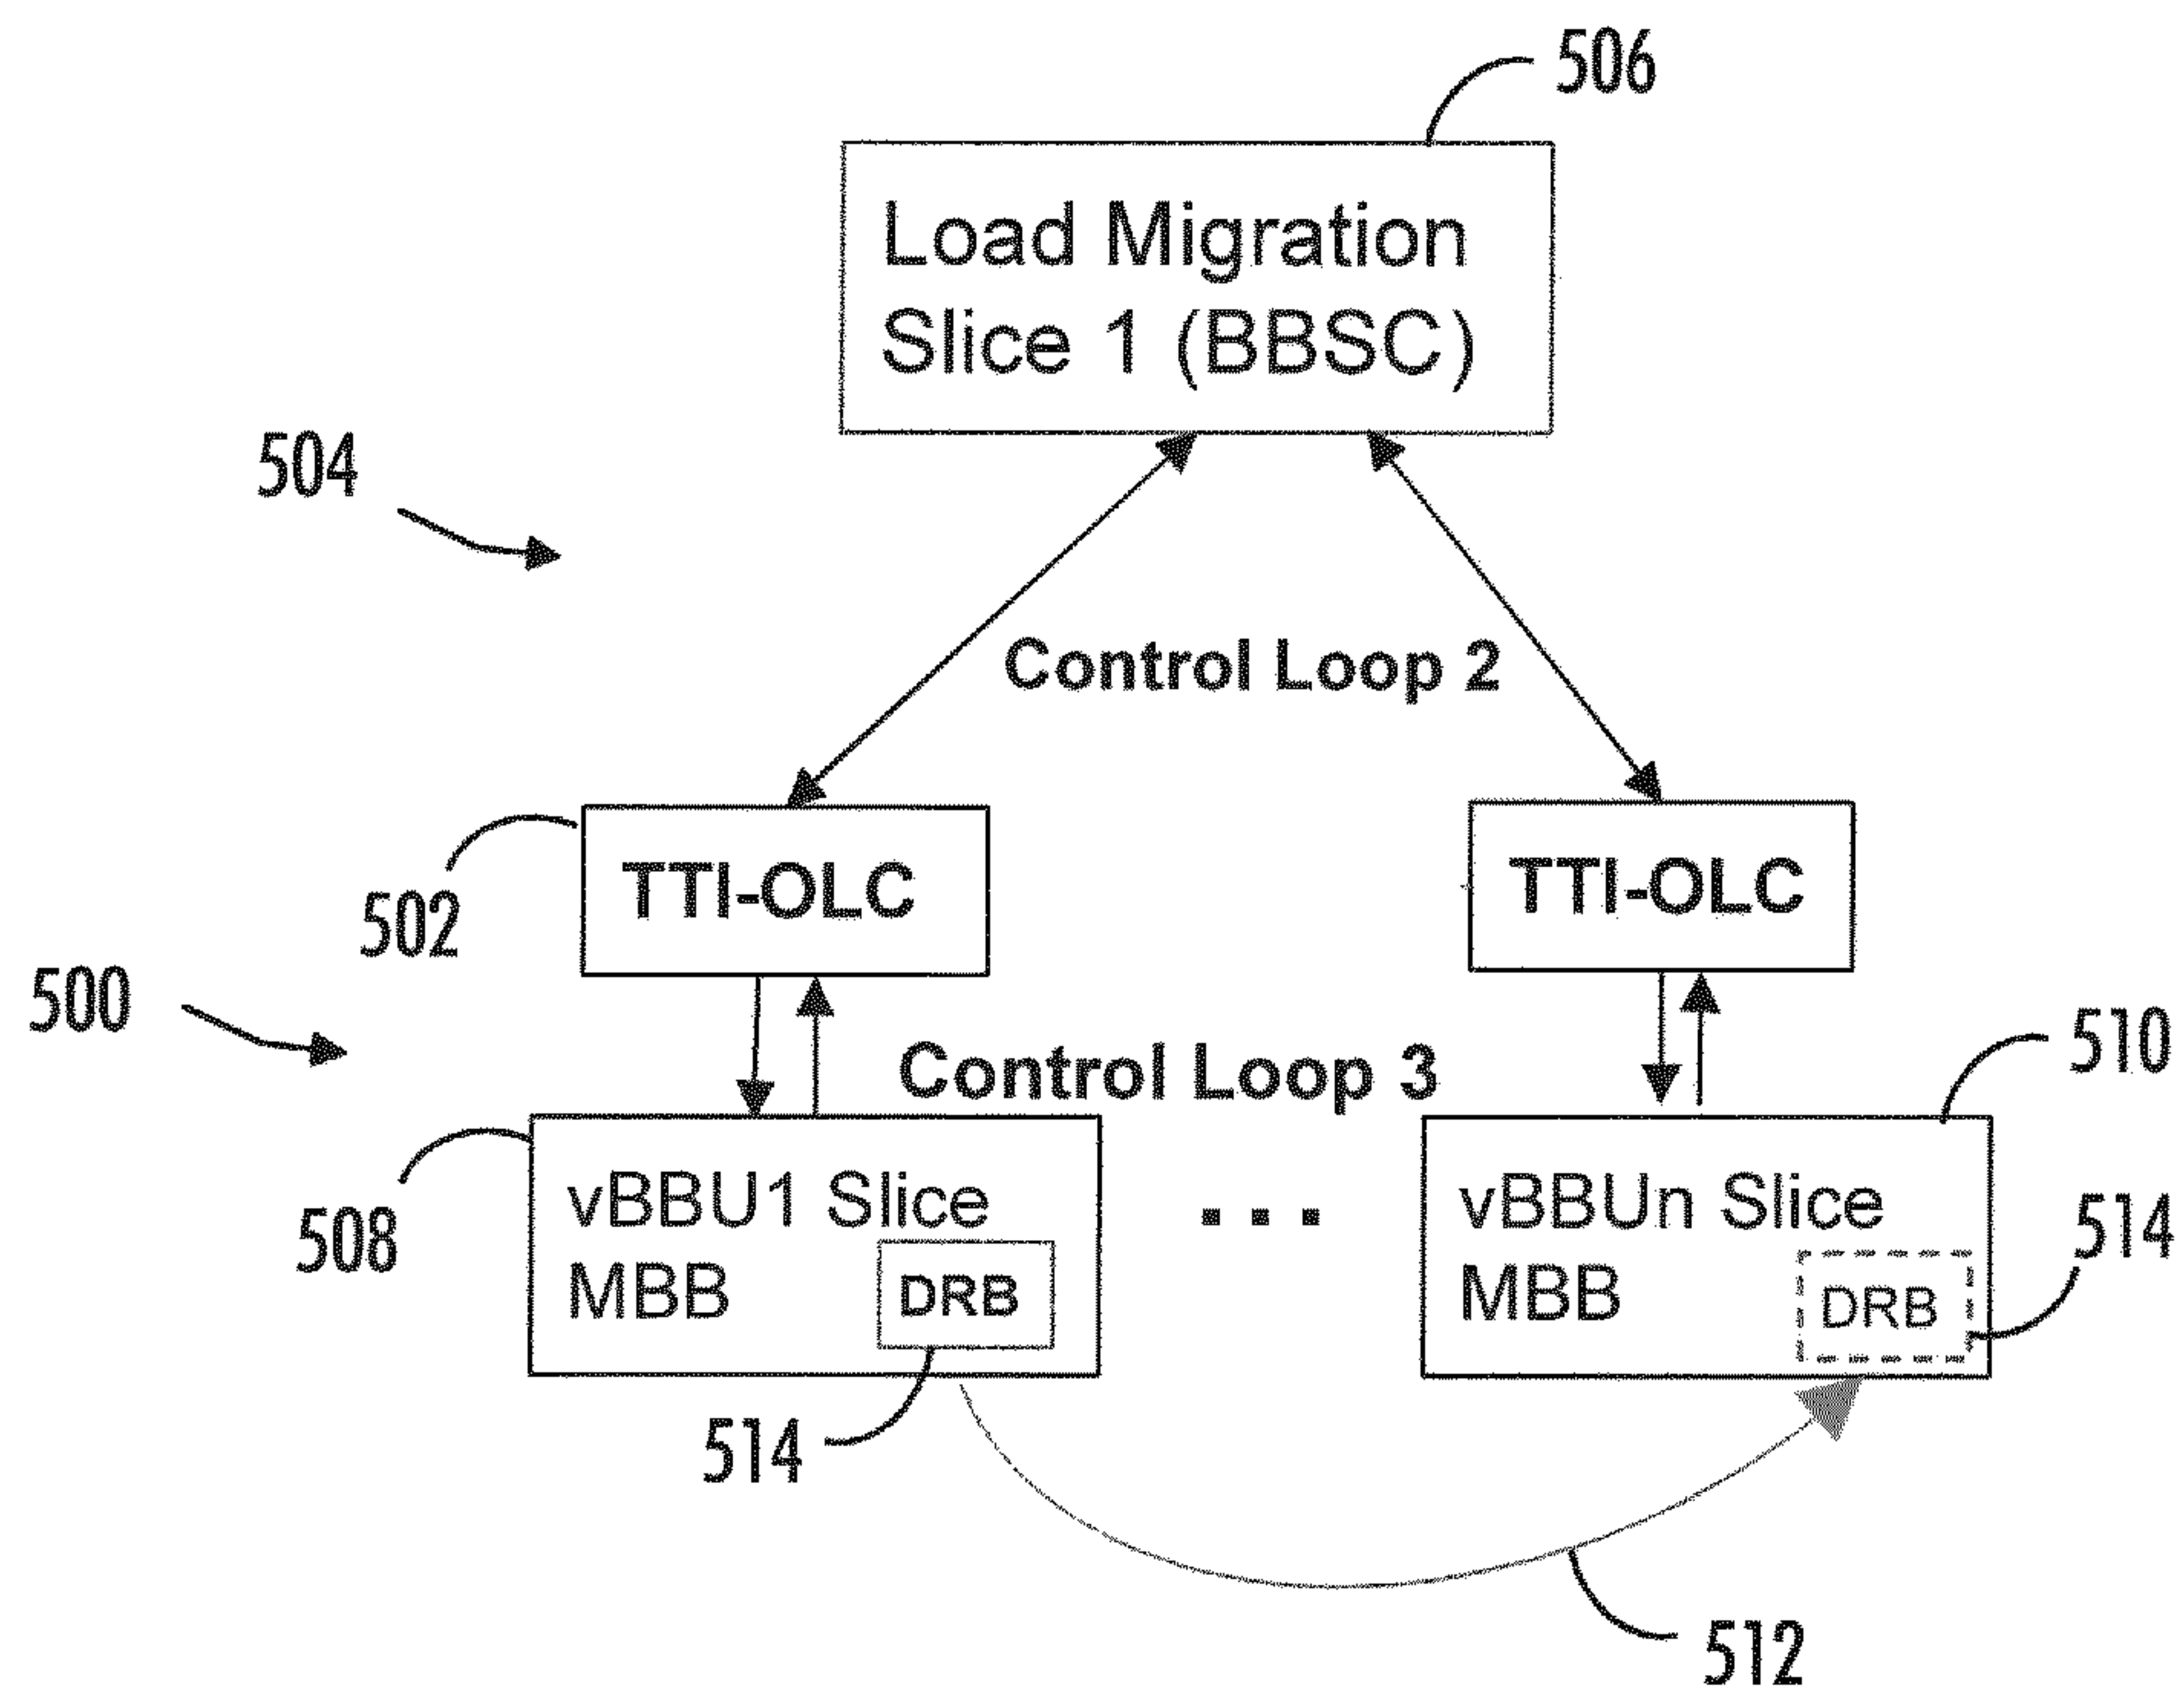 506
Load Migration
Slice 1 (BBSC)
504
Control Loop 2
TTI-OLC
TTI-OLC
502
500
Control Loop 3
510
vBBU1 Slice
MBB
DRB
508
...
vBBUn Slice
MBB
DRB
514
514
512